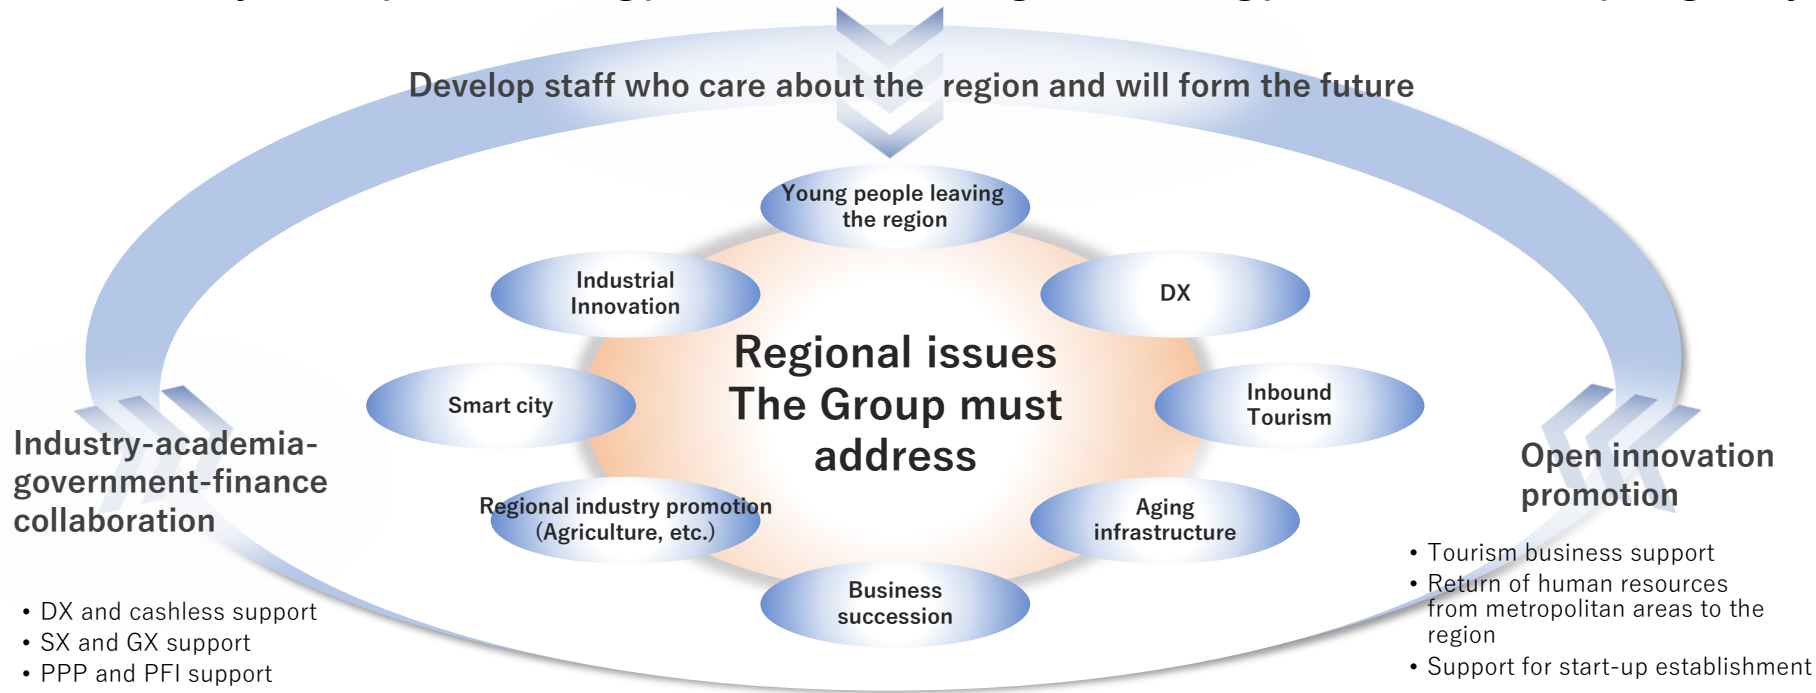 Develop staff who care about the region and will form the future
Young people leaving
the region
Industrial
Innovation
DX
Regional issues
The Group must
address
Smart city
Inbound
Tourism
Industry-academia-
government-finance
collaboration
Open innovation
promotion
Regional industry promotion
(Agriculture, etc.)
Aging
infrastructure
Business
succession
• DX and cashless support
• SX and GX support
• PPP and PFI support
• Tourism business support
• Return of human resources
from metropolitan areas to the
region
• Support for start-up establishment